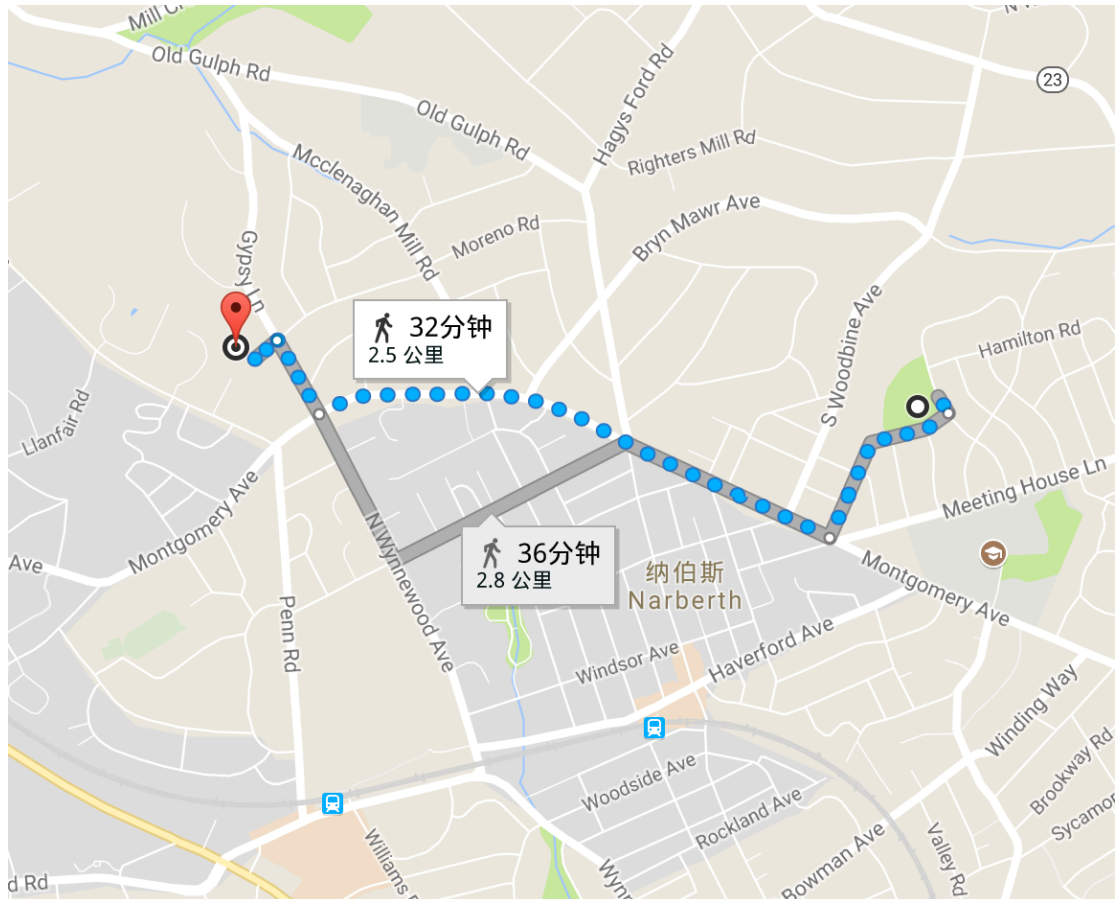 Mill C
N W
Old Gulph Rd
23
Old Gulph Rd
Hagys Ford Rd
Righters Mill Rd
Mcclenaghan Mill Rd
Moreno Rd
Bryn Mawr Ave
Gypsy Ln
32分钟
2.5 公里
S Woodbine Ave
Hamilton Rd
Llanfair Rd
Meeting House Ln
Montgomery Ave
N Wynnewood Ave
36分钟
2.8 公里
纳伯斯
Narberth
Montgomery Ave
Ave
Penn Rd
Windsor Ave
Haverford Ave
Winding Way
Woodside Ave
Brookway Rd
Rockland Ave
Sycamor
Williams R
Bowman Ave
Valley Rd
d Rd
Wynn